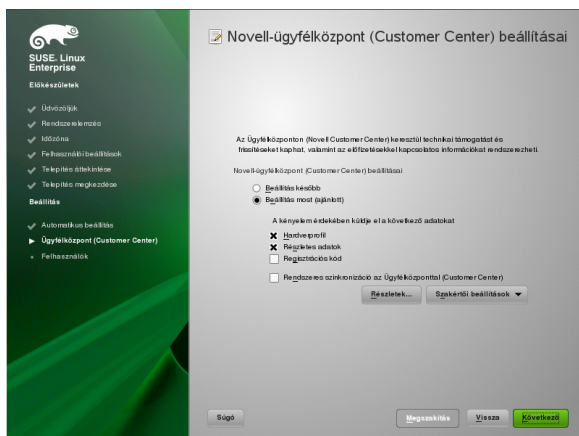 SUSE. Linux
Enterprise
Előkészületek
Üdvözöljük
Rendszerelemzés
Időzóna
Felhasználói beállítások
Telepítés áttekintése
Telepítés megkezdése
Beállítás
Automatikus beállítás
Ügyfélközpont (Customer Center)
Felhasználók
Novell-ügyfélközpont (Customer Center) beállításai
Az Ügyfélközponton (Novell Customer Center) keresztül technikai támogatást és
frissítéseket kaphat, valamint az előfizetésekkel kapcsolatos információkat rendszerezheti.
Novell-ügyfélközpont (Customer Center) beállításai
Beállítás később
Beállítás most (ajánlott)
A kényelem érdekében küldje el a következő adatokat
Hardverprofil
Részletes adatok
Regisztrációs kód
Rendszeres szinkronizáció az Ügyfélközponttal (Customer Center)
Részletek...
Szakértői beállítások
Súgó
Megszakítás
Vissza
Következő